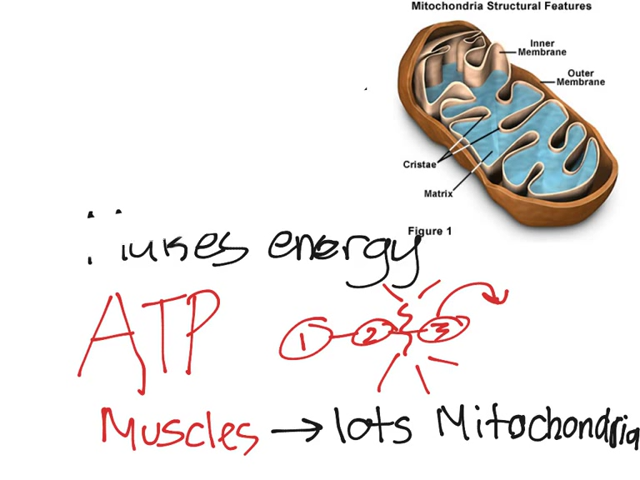 Mitochondria Structural Features
Inner
Membrane
Outer
Membrane
Cristae
Matrix
Figure 1
energy
ATP
1 2 3
Muscles → lots Mitochondria